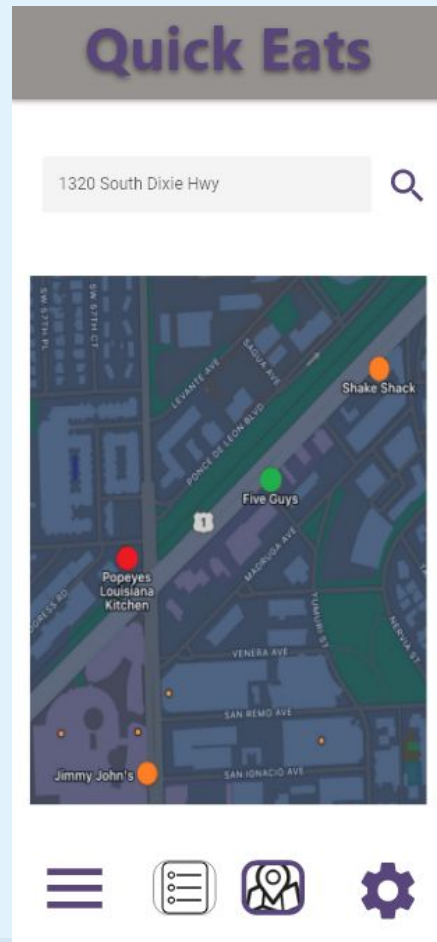 Quick Eats
1320 South Dixie Hwy
SW 57TH PL
SW 57TH CT
LEVANTE AVE
SAGUA AVE
Shake Shack
PONCE DE LEON BLVD
Five Guys
1
MADRUGA AVE
Popeyes
Louisiana
Kitchen
YUMURI ST
NERVIA ST
VENERA AVE
SAN REMO AVE
Jimmy John's
SAN IGNACIO AVE